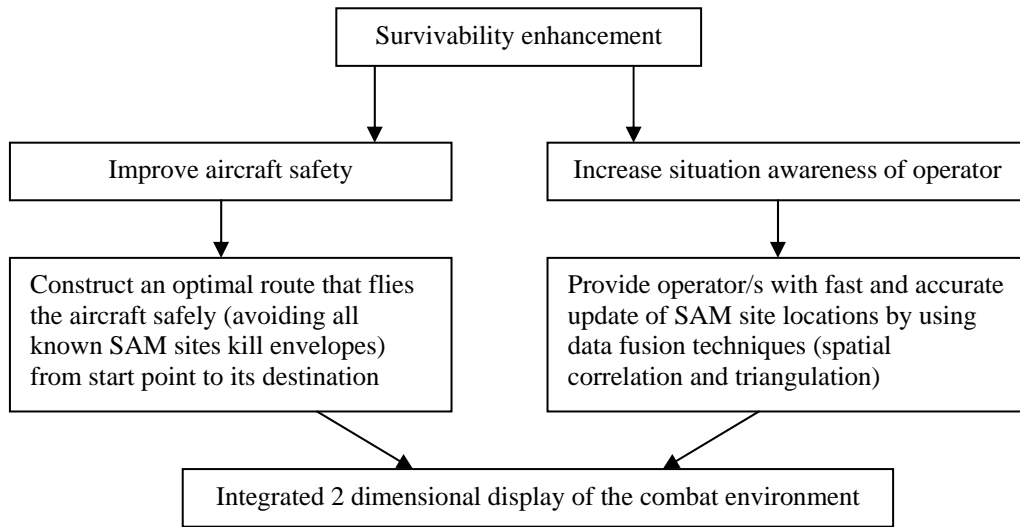 Survivability enhancement
Improve aircraft safety
Increase situation awareness of operator
Construct an optimal route that flies
the aircraft safely (avoiding all
known SAM sites kill envelopes)
from start point to its destination
Provide operator/s with fast and accurate
update of SAM site locations by using
data fusion techniques (spatial
correlation and triangulation)
Integrated 2 dimensional display of the combat environment